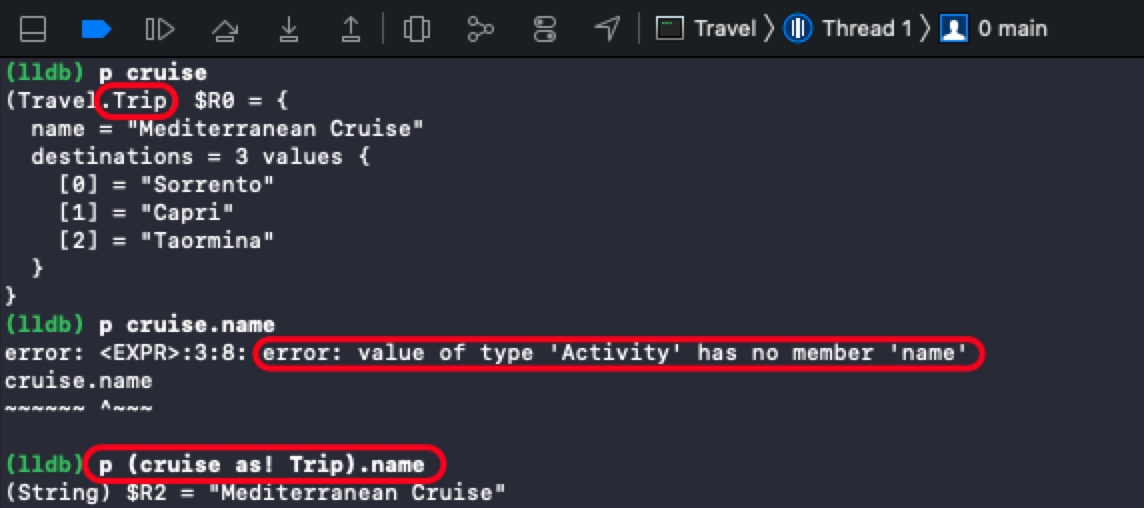 Travel 〉 Thread 1 〉 0 main
(lldb) p cruise
(Travel.Trip) $R0 = {
  name = "Mediterranean Cruise"
  destinations = 3 values {
    [0] = "Sorrento"
    [1] = "Capri"
    [2] = "Taormina"
  }
}
(lldb) p cruise.name
error: <EXPR>:3:8: error: value of type 'Activity' has no member 'name'
cruise.name
~~~~~~ ^~~~
(lldb) p (cruise as! Trip).name
(String) $R2 = "Mediterranean Cruise"